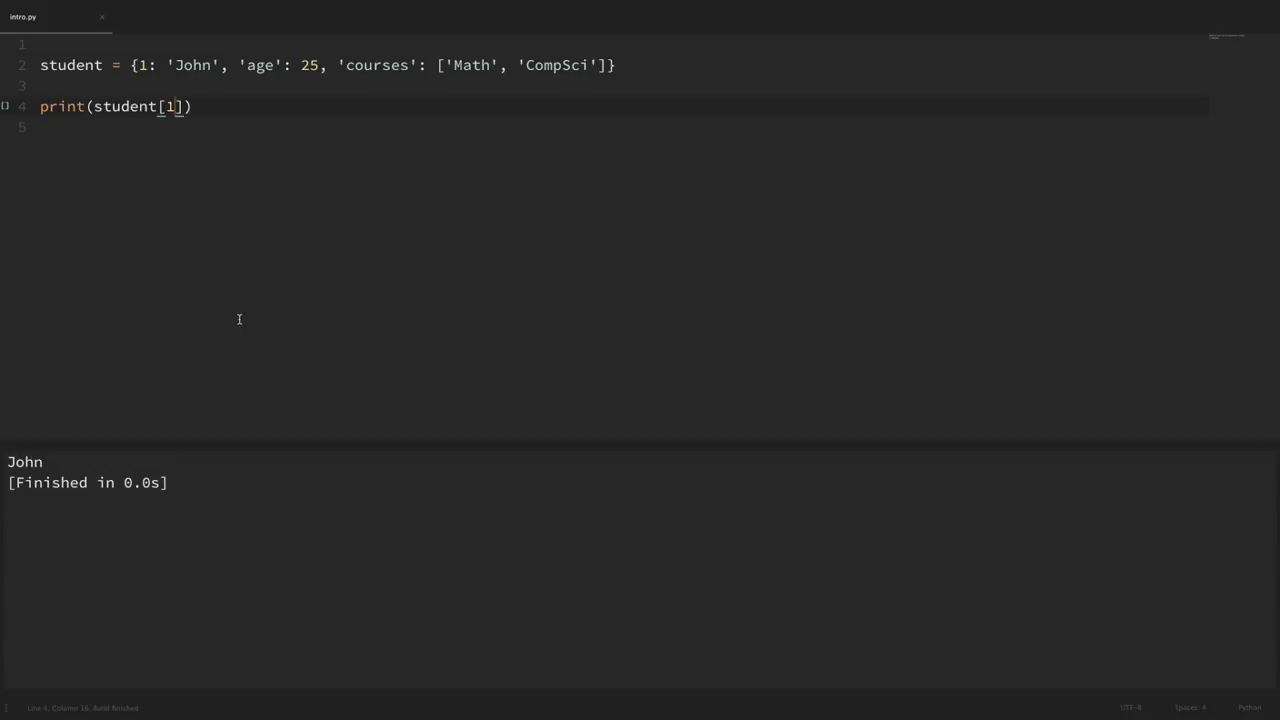 intro.py ×
1
2 student = {1: 'John', 'age': 25, 'courses': ['Math', 'CompSci']}
3
4 print(student[1])
5
John
[Finished in 0.0s]
Line 4, Column 16, Build finished UTF-8 Spaces: 4 Python